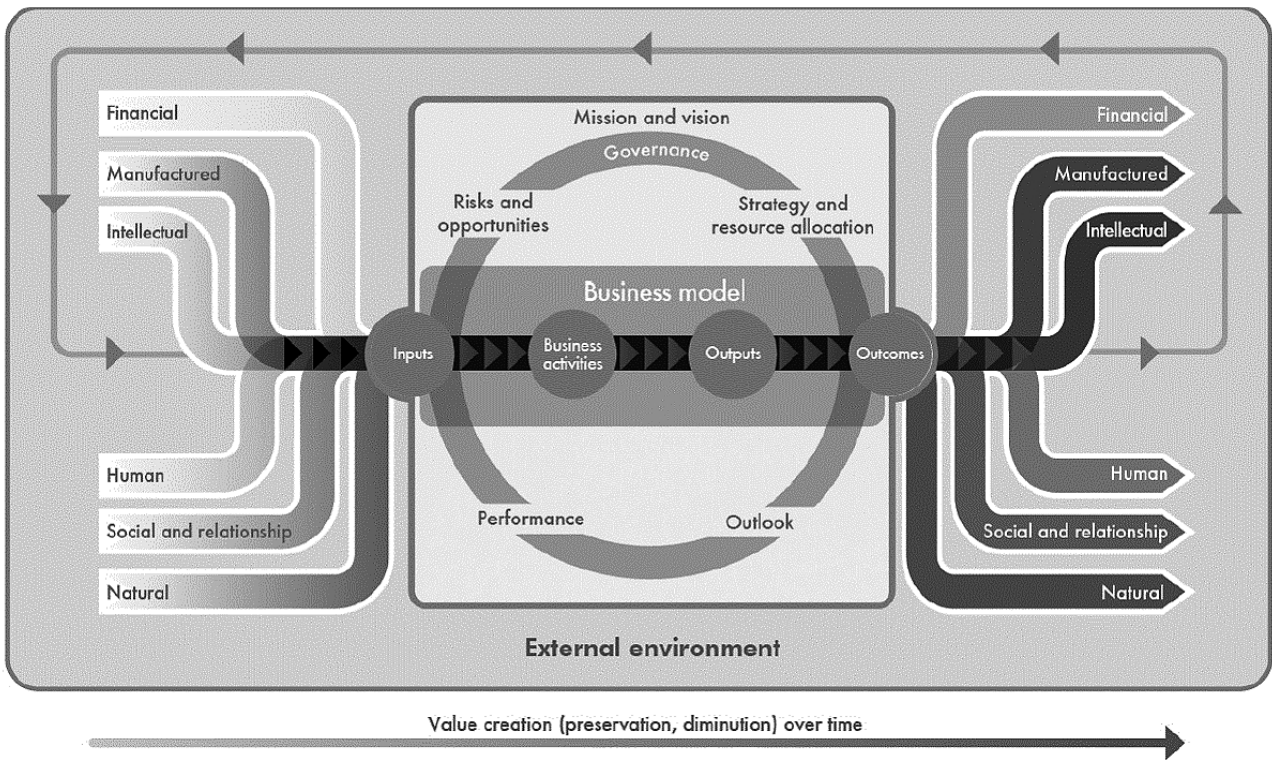 Financial
Manufactured
Intellectual
Human
Social and relationship
Natural
Mission and vision
Governance
Risks and
opportunities
Strategy and
resource allocation
Business model
Inputs
Business
activities
Outputs
Outcomes
Performance
Outlook
Financial
Manufactured
Intellectual
Human
Social and relationship
Natural
External environment
Value creation (preservation, diminution) over time